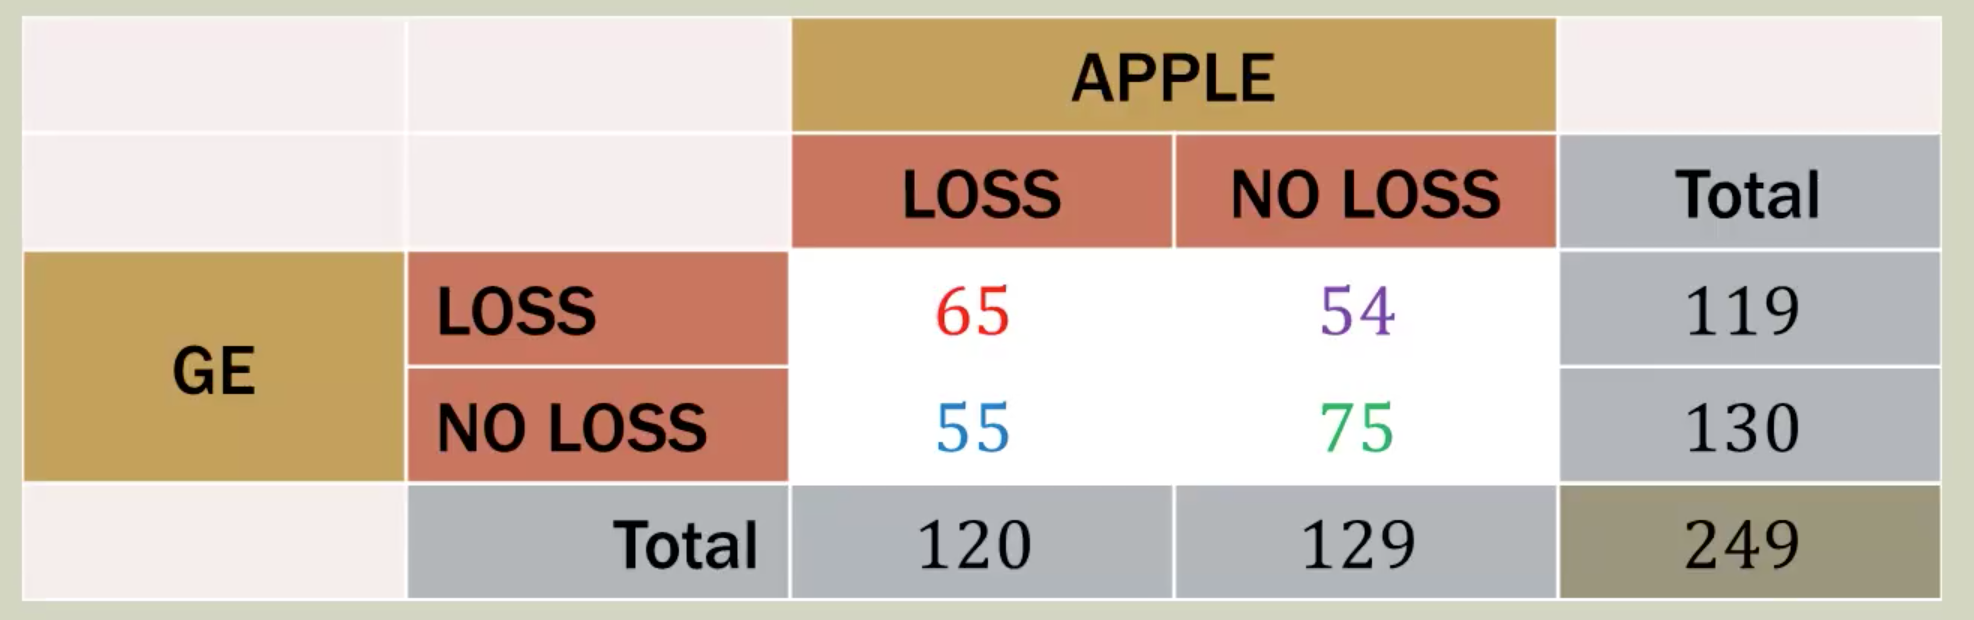 APPLE
LOSS NO LOSS Total
LOSS 65 54 119
GE
NO LOSS 55 75 130
Total 120 129 249